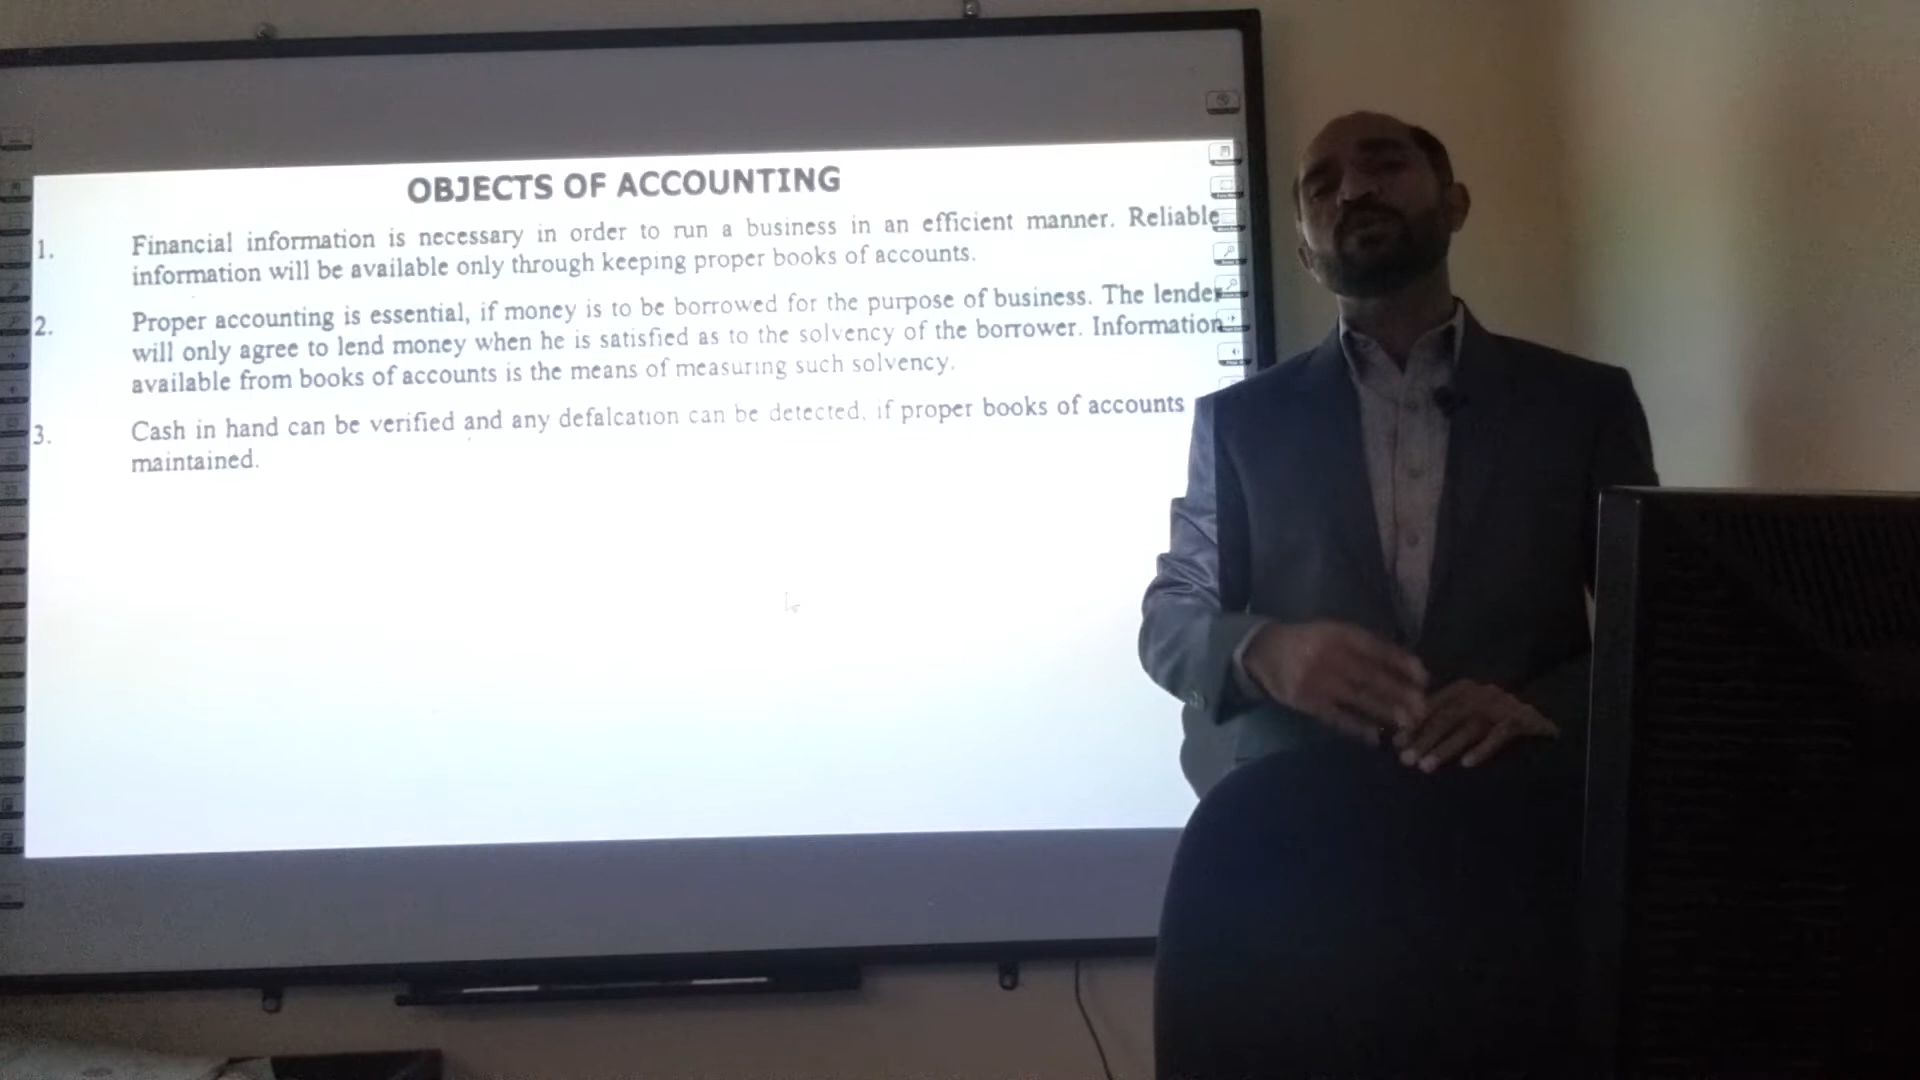 OBJECTS OF ACCOUNTING
1. Financial information is necessary in order to run a business in an efficient manner. Reliable
information will be available only through keeping proper books of accounts.
2. Proper accounting is essential, if money is to be borrowed for the purpose of business. The lender
will only agree to lend money when he is satisfied as to the solvency of the borrower. Information
available from books of accounts is the means of measuring such solvency.
3. Cash in hand can be verified and any defalcation can be detected, if proper books of accounts
maintained.